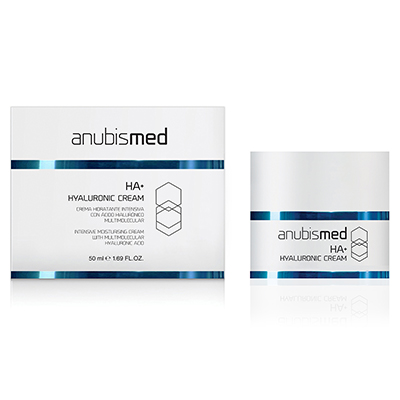 anubismed
HA+
HYALURONIC CREAM
CREMA HIDRATANTE INTENSIVA
CON ÁCIDO HIALURÓNICO
MULTIMOLECULAR
INTENSIVE MOISTURISING CREAM
WITH MULTIMOLECULAR
HYALURONIC ACID
50 ml e 1.69 FL.OZ.
anubismed
HA+
HYALURONIC CREAM